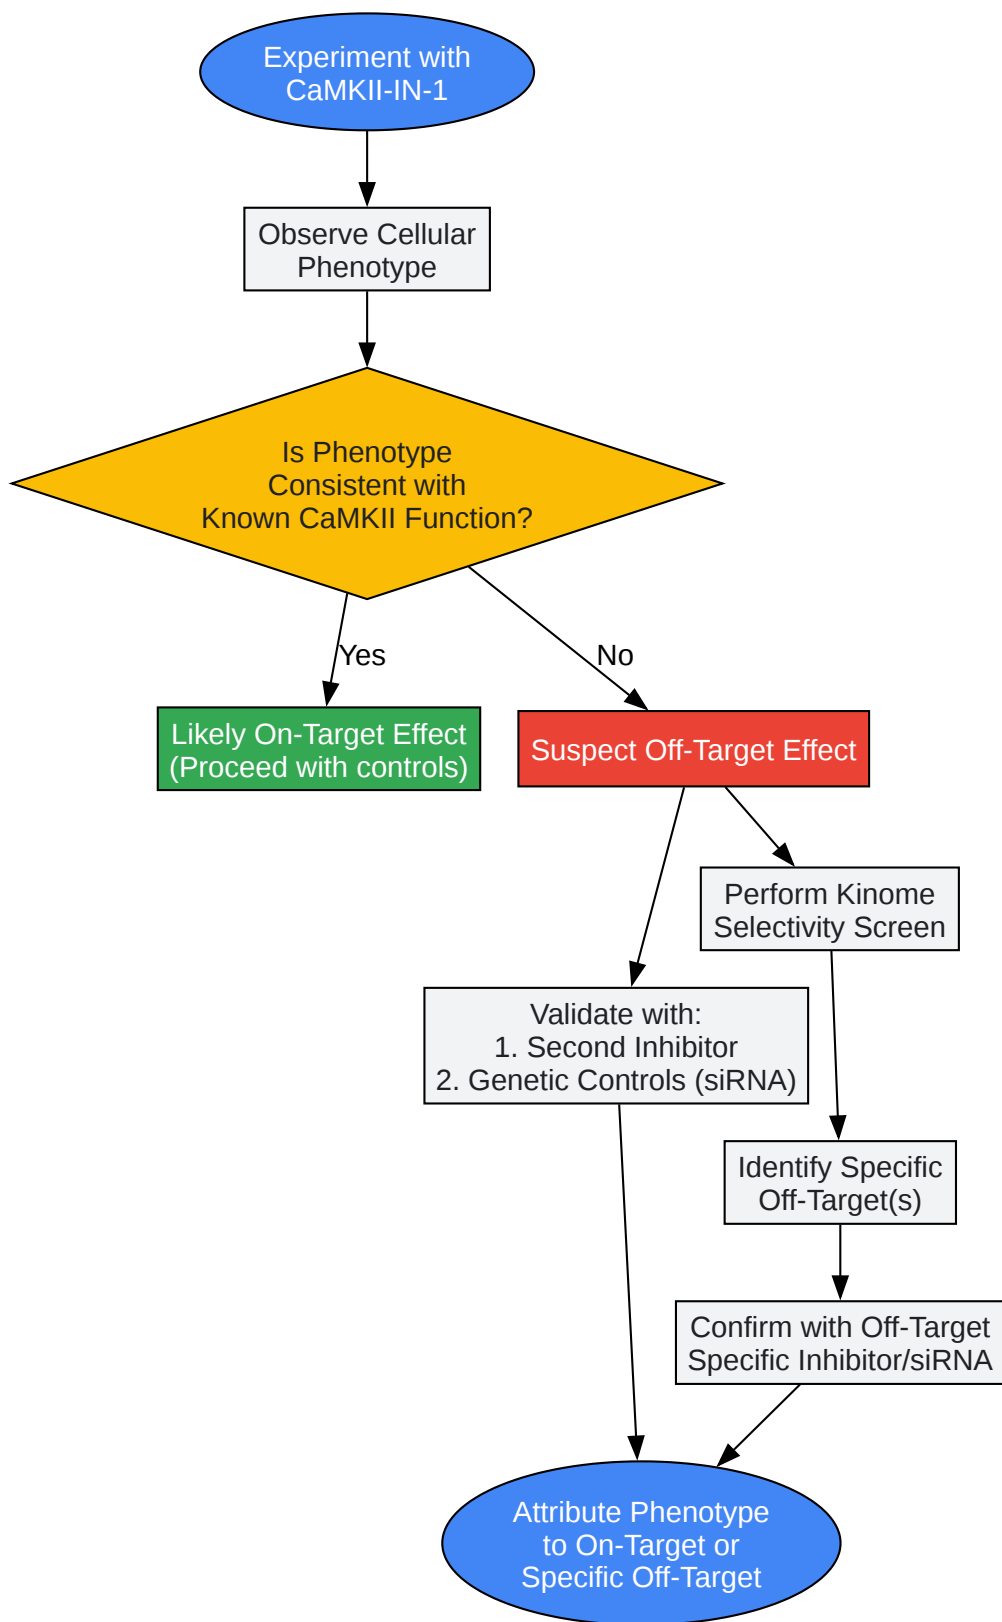 Experiment with
CaMKII-IN-1
Observe Cellular
Phenotype
Is Phenotype
Consistent with
Known CaMKII Function?
Yes
No
Likely On-Target Effect
(Proceed with controls)
Suspect Off-Target Effect
Perform Kinome
Selectivity Screen
Validate with:
1. Second Inhibitor
2. Genetic Controls (siRNA)
Identify Specific
Off-Target(s)
Confirm with Off-Target
Specific Inhibitor/siRNA
Attribute Phenotype
to On-Target or
Specific Off-Target